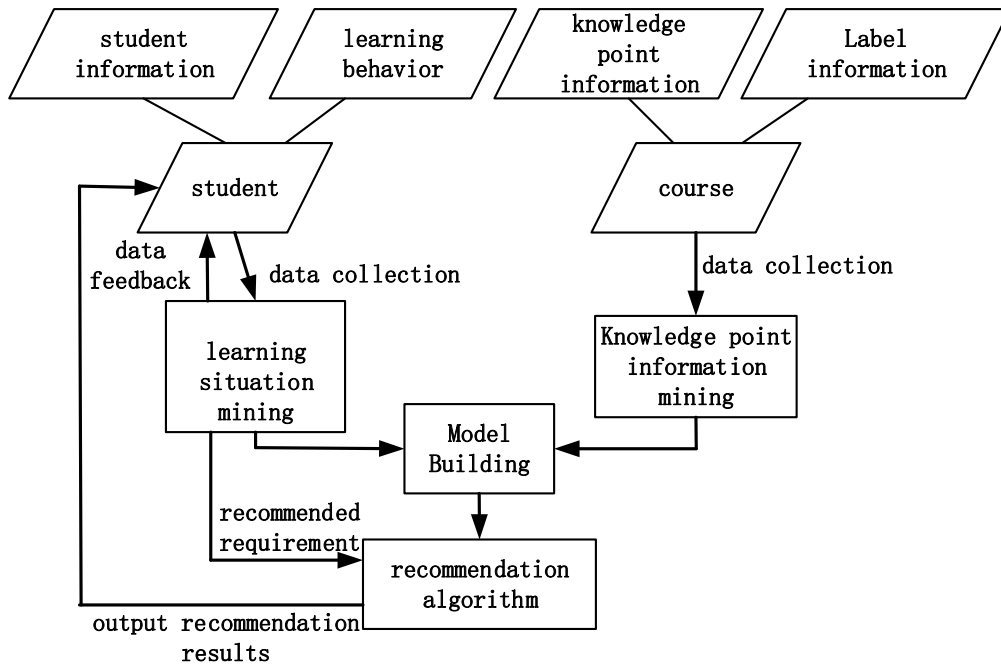 student
information
learning
behavior
knowledge
point
information
Label
information
student
course
data
feedback
data collection
data collection
learning
situation
mining
Knowledge point
information
mining
Model
Building
recommended
requirement
recommendation
algorithm
output recommendation
results